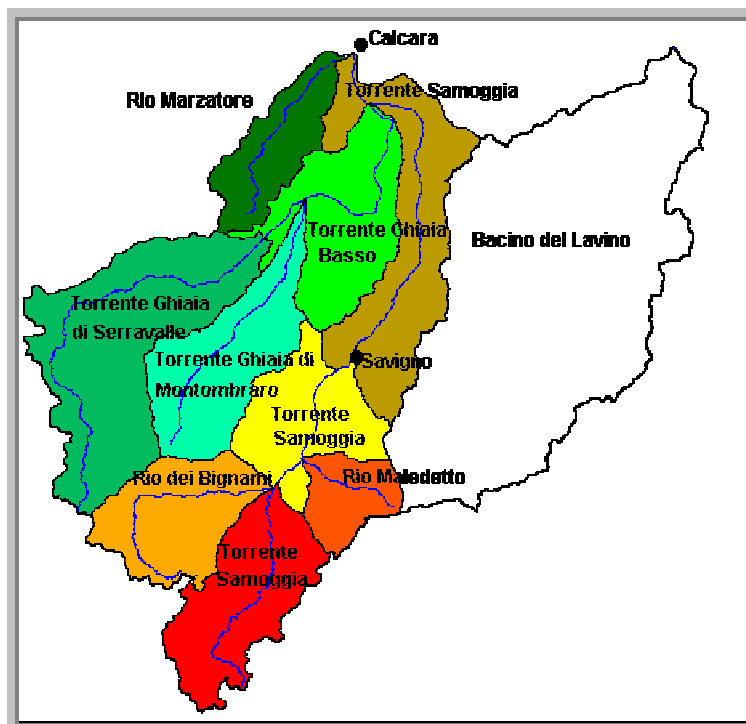 Calcara
Torrente Samoggia
Rio Marzatore
Torrente Ghiaia
Basso
Bacino del Lavino
Torrente Ghiaia
di Serravalle
Torrente Ghiaia di
Montombraro
Savigno
Torrente
Samoggia
Rio dei Bignami
Rio Maledetto
Torrente
Samoggia